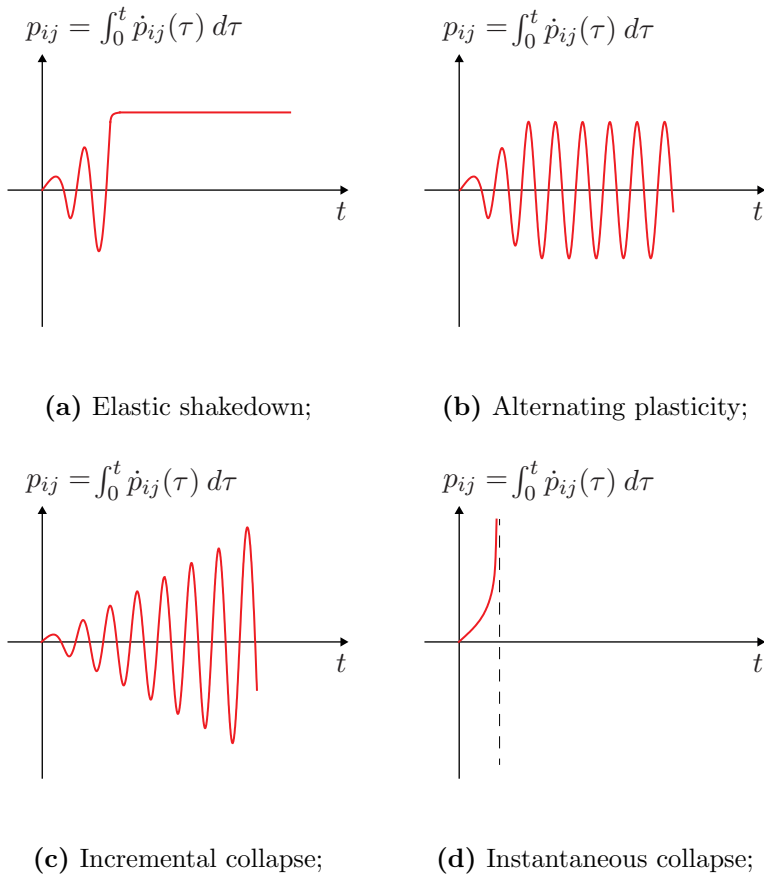 p_{ij} = ∫_0^t ṗ_{ij}(τ) dτ
t
(a) Elastic shakedown;
p_{ij} = ∫_0^t ṗ_{ij}(τ) dτ
t
(b) Alternating plasticity;
p_{ij} = ∫_0^t ṗ_{ij}(τ) dτ
t
(c) Incremental collapse;
p_{ij} = ∫_0^t ṗ_{ij}(τ) dτ
t
(d) Instantaneous collapse;